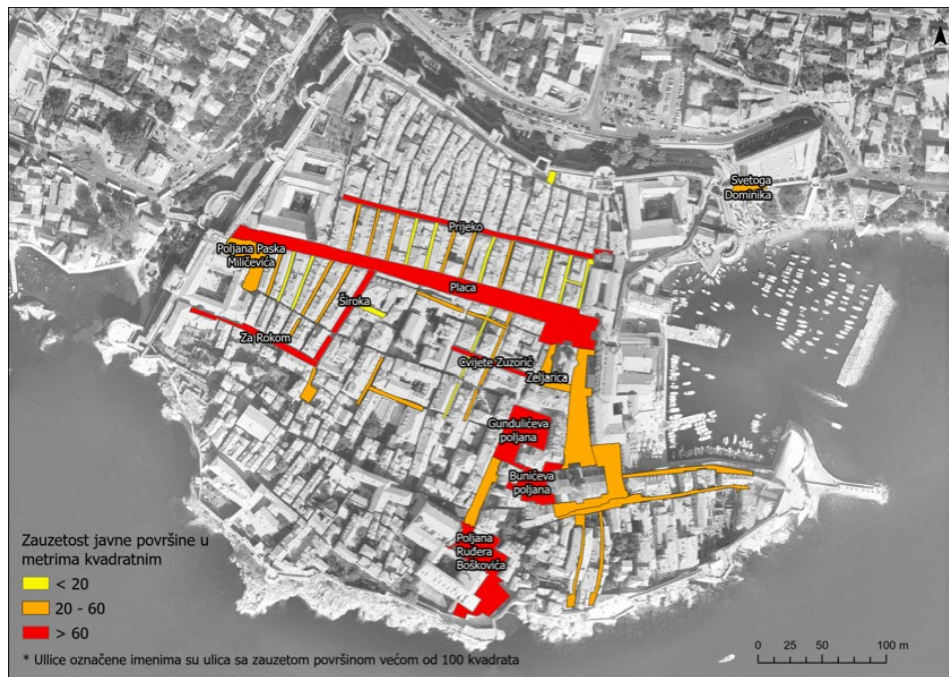 Svetoga
Dominika
Prijeko
Poljana Paska
Miličevića
Placa
Široka
Za Rokom
Cvijete Zuzorić
Zeljarica
Gundulićeva
poljana
Bunićeva
poljana
Poljana
Ruđera
Boškovića
Zauzetost javne površine u
metrima kvadratnim
< 20
20 - 60
> 60
* Ullice označene imenima su ulica sa zauzetom površinom većom od 100 kvadrata
0 25 50 100 m